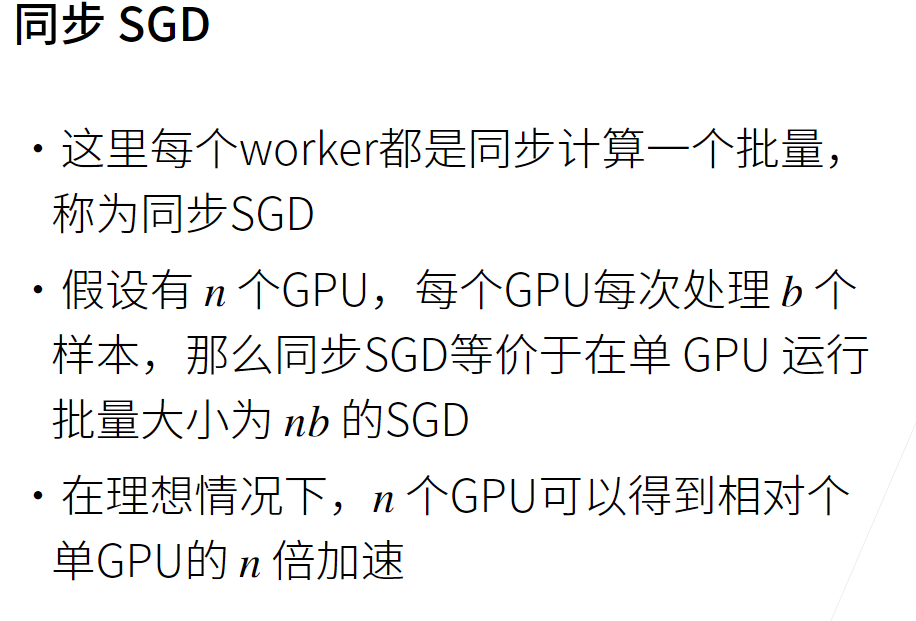 同步 SGD
• 这里每个worker都是同步计算一个批量，
称为同步SGD
• 假设有 n 个GPU，每个GPU每次处理 b 个
样本，那么同步SGD等价于在单 GPU 运行
批量大小为 nb 的SGD
• 在理想情况下，n 个GPU可以得到相对个
单GPU的 n 倍加速